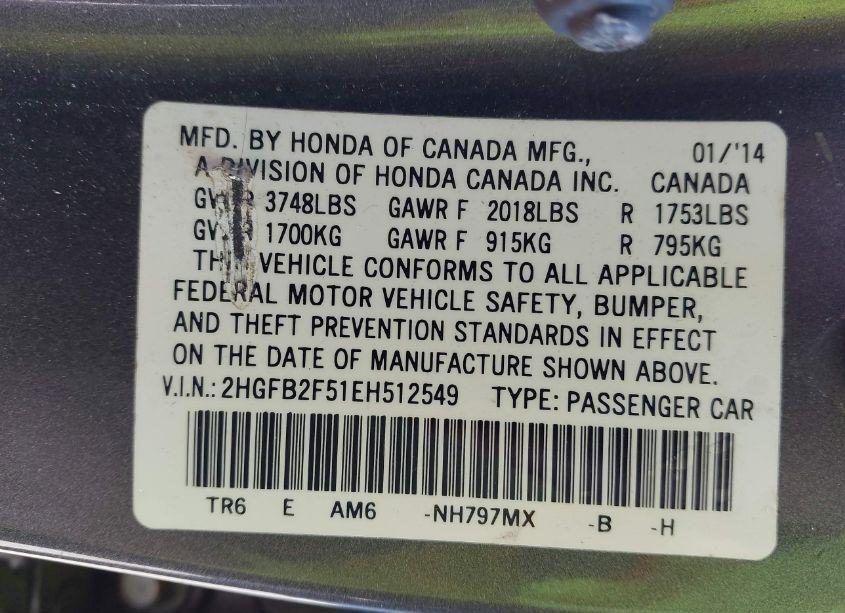 MFD. BY HONDA OF CANADA MFG., 01/'14
A DIVISION OF HONDA CANADA INC. CANADA
3748LBS GAWR F 2018LBS R 1753LBS
1700KG GAWR F 915KG R 795KG
THIS VEHICLE CONFORMS TO ALL APPLICABLE
FEDERAL MOTOR VEHICLE SAFETY, BUMPER,
AND THEFT PREVENTION STANDARDS IN EFFECT
ON THE DATE OF MANUFACTURE SHOWN ABOVE.
V.I.N.: 2HGFB2F51EH512549 TYPE: PASSENGER CAR
TR6 E AM6 -NH797MX -B -H